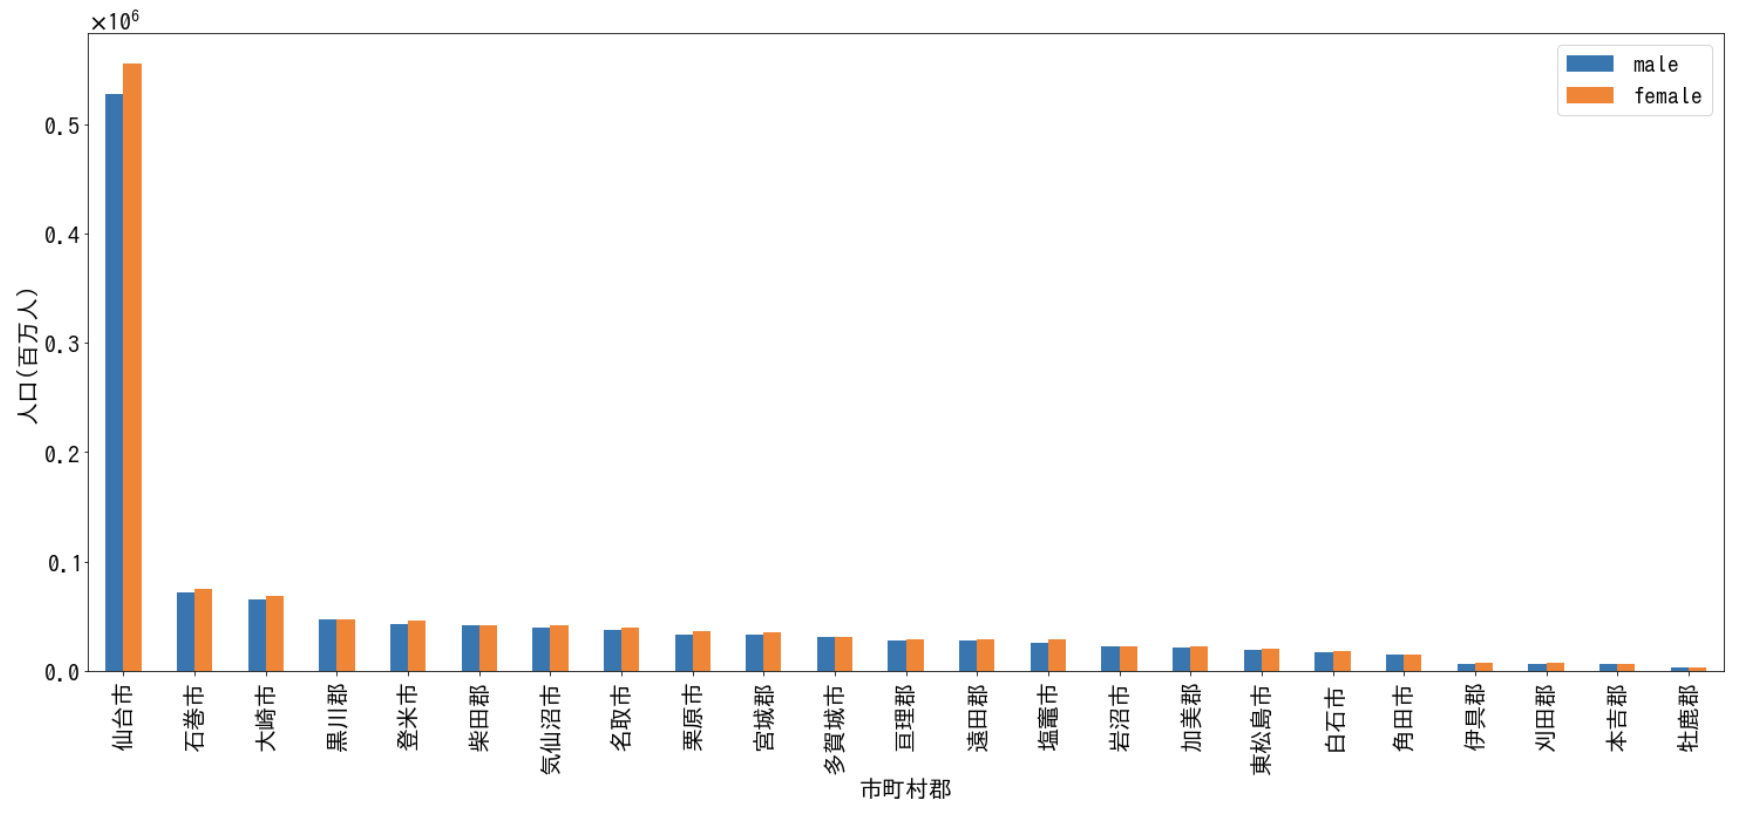 ×10⁶
male
female
0.5
0.4
0.3
0.2
0.1
0.0
人口(百万人)
仙台市
石巻市
大崎市
黒川郡
登米市
柴田郡
気仙沼市
名取市
栗原市
宮城郡
多賀城市
亘理郡
遠田郡
塩竈市
岩沼市
加美郡
東松島市
白石市
角田市
伊具郡
刈田郡
本吉郡
牡鹿郡
市町村郡